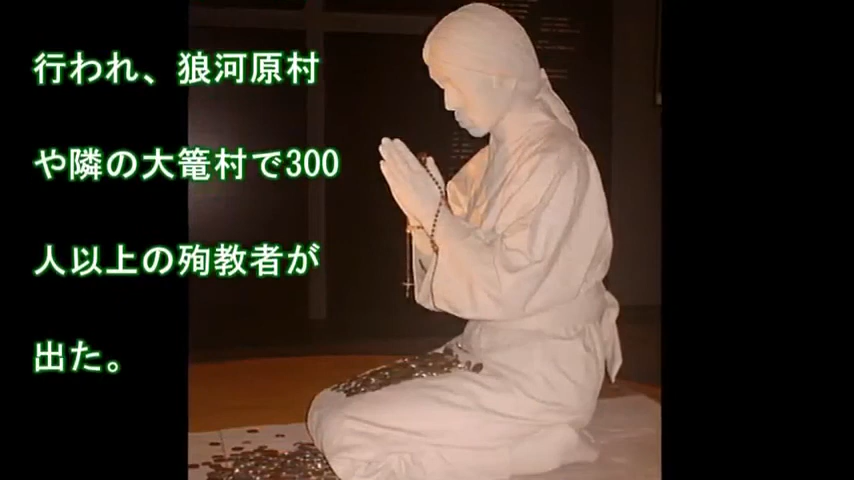 行われ、狼河原村
や隣の大篭村で300
人以上の殉教者が
出た。